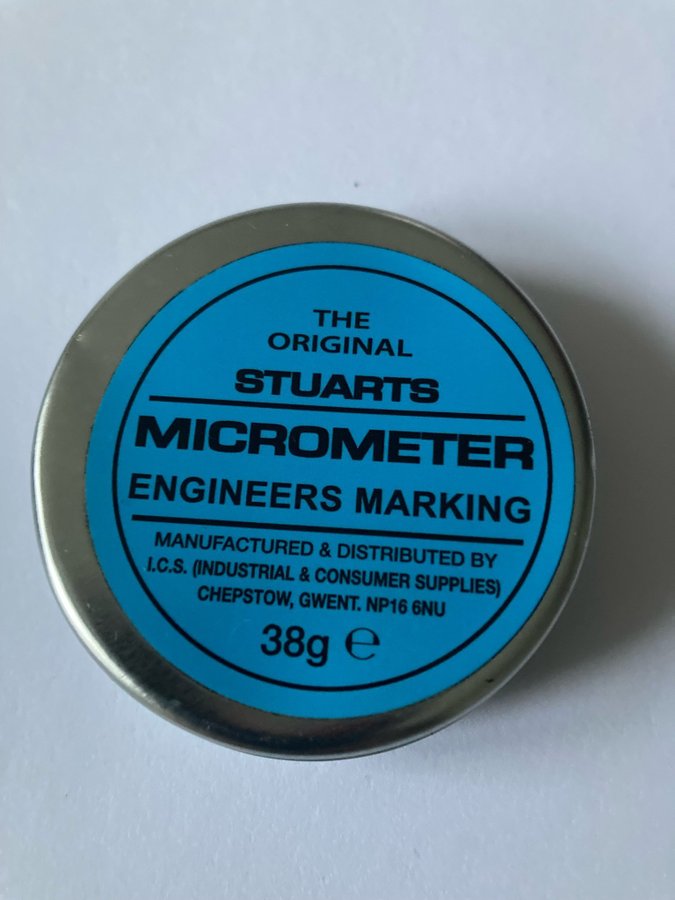 THE
ORIGINAL
STUARTS
MICROMETER
ENGINEERS MARKING
MANUFACTURED & DISTRIBUTED BY
I.C.S. (INDUSTRIAL & CONSUMER SUPPLIES)
CHEPSTOW, GWENT. NP16 6NU
38g ℮